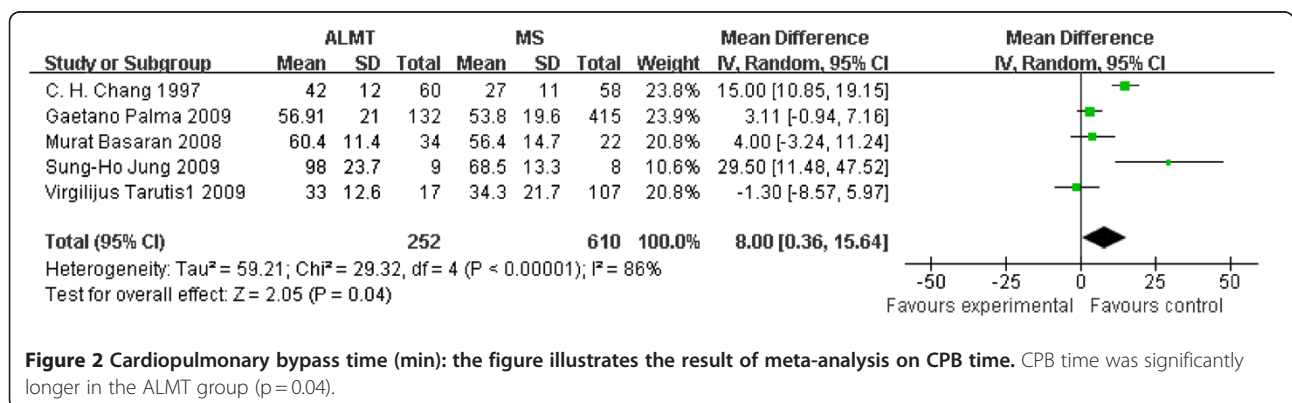 ALMT MS Mean Difference Mean Difference
Study or Subgroup Mean SD Total Mean SD Total Weight IV, Random, 95% CI IV, Random, 95% CI
C. H. Chang 1997 42 12 60 27 11 58 23.8% 15.00 [10.85, 19.15]
Gaetano Palma 2009 56.91 21 132 53.8 19.6 415 23.9% 3.11 [-0.94, 7.16]
Murat Basaran 2008 60.4 11.4 34 56.4 14.7 22 20.8% 4.00 [-3.24, 11.24]
Sung-Ho Jung 2009 98 23.7 9 68.5 13.3 8 10.6% 29.50 [11.48, 47.52]
Virgilijus Tarutis1 2009 33 12.6 17 34.3 21.7 107 20.8% -1.30 [-8.57, 5.97]
Total (95% CI) 252 610 100.0% 8.00 [0.36, 15.64]
Heterogeneity: Tau² = 59.21; Chi² = 29.32, df = 4 (P < 0.00001); I² = 86%
Test for overall effect: Z = 2.05 (P = 0.04)
-50 -25 0 25 50
Favours experimental Favours control
Figure 2 Cardiopulmonary bypass time (min): the figure illustrates the result of meta-analysis on CPB time. CPB time was significantly
longer in the ALMT group (p = 0.04).